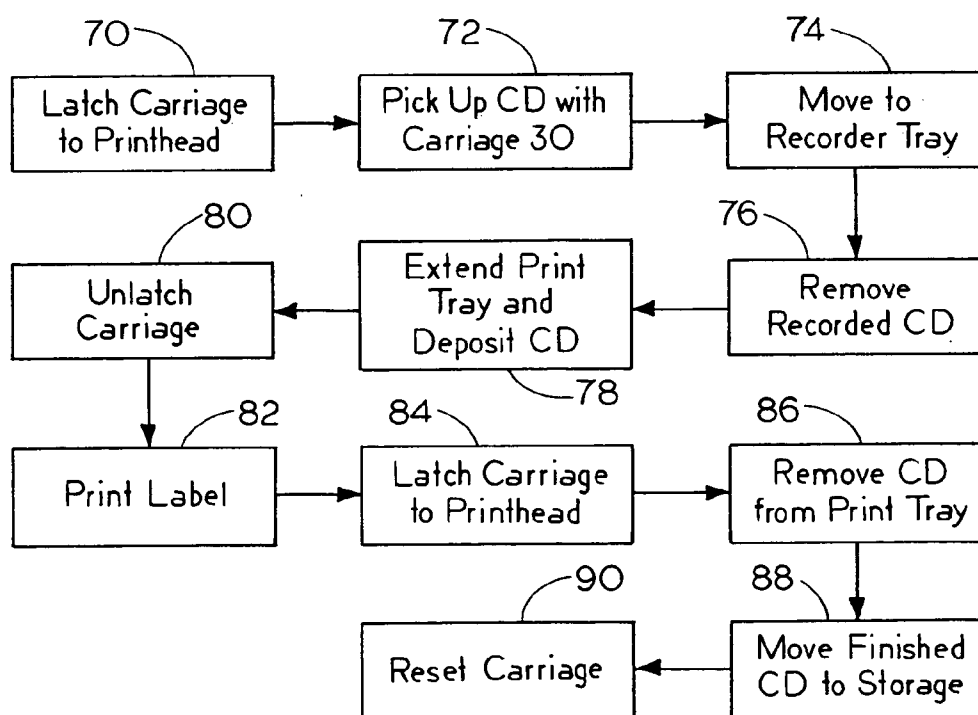 70
72
74
Latch Carriage
to Printhead
Pick Up CD with
Carriage 30
Move to
Recorder Tray
80
76
Unlatch
Carriage
Extend Print
Tray and
Deposit CD
Remove
Recorded CD
78
82
84
86
Print Label
Latch Carriage
to Printhead
Remove CD
from Print Tray
90
88
Reset Carriage
Move Finished
CD to Storage